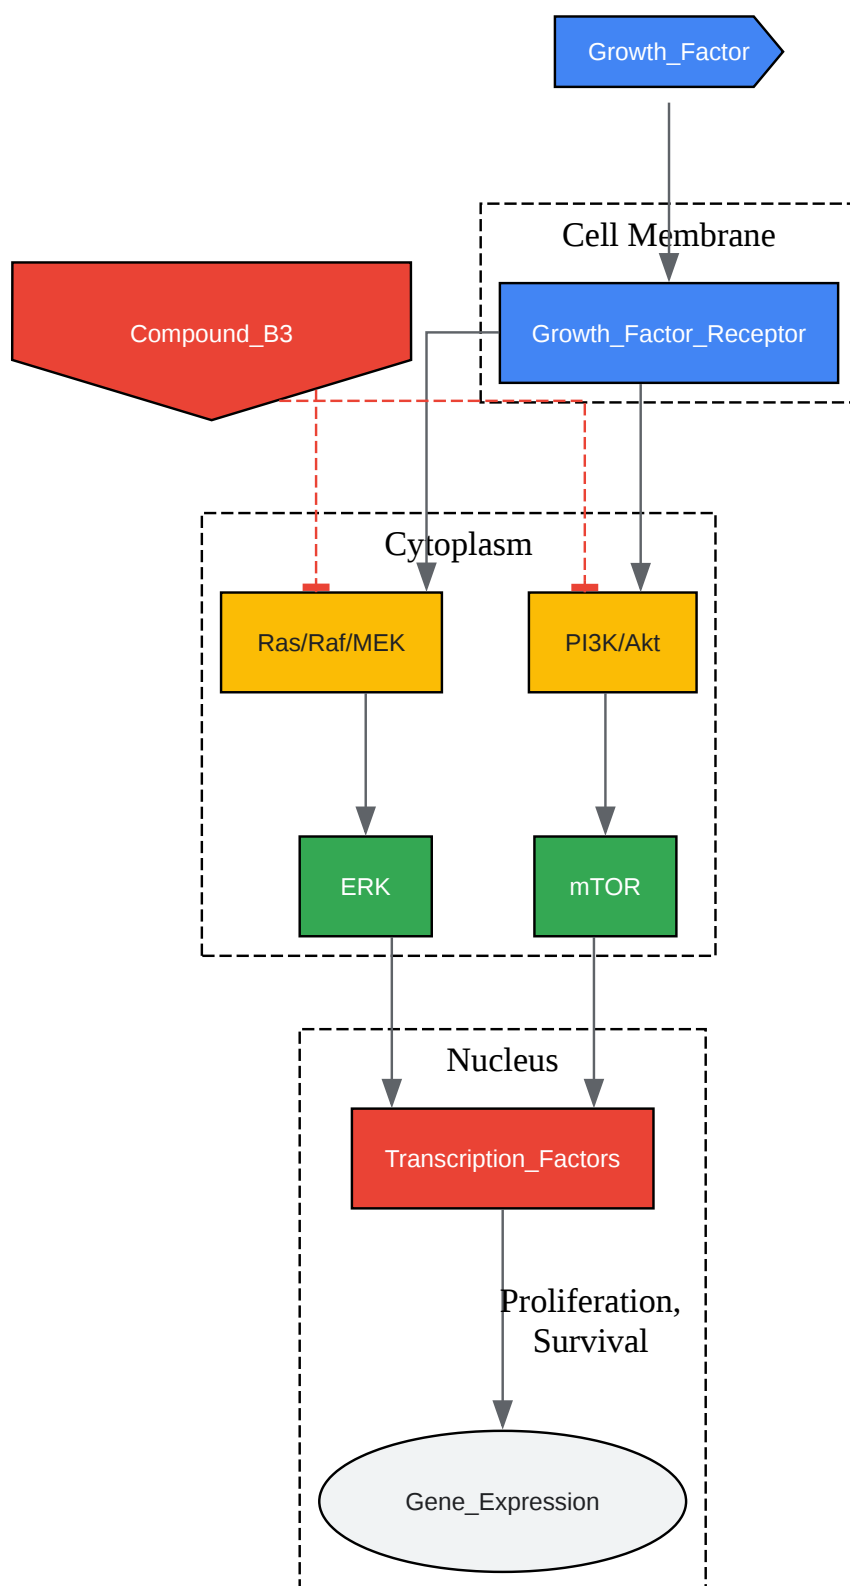 Growth_Factor
Cell Membrane
Compound_B3
Growth_Factor_Receptor
Cytoplasm
Ras/Raf/MEK
PI3K/Akt
ERK
mTOR
Nucleus
Transcription_Factors
Proliferation,
Survival
Gene_Expression